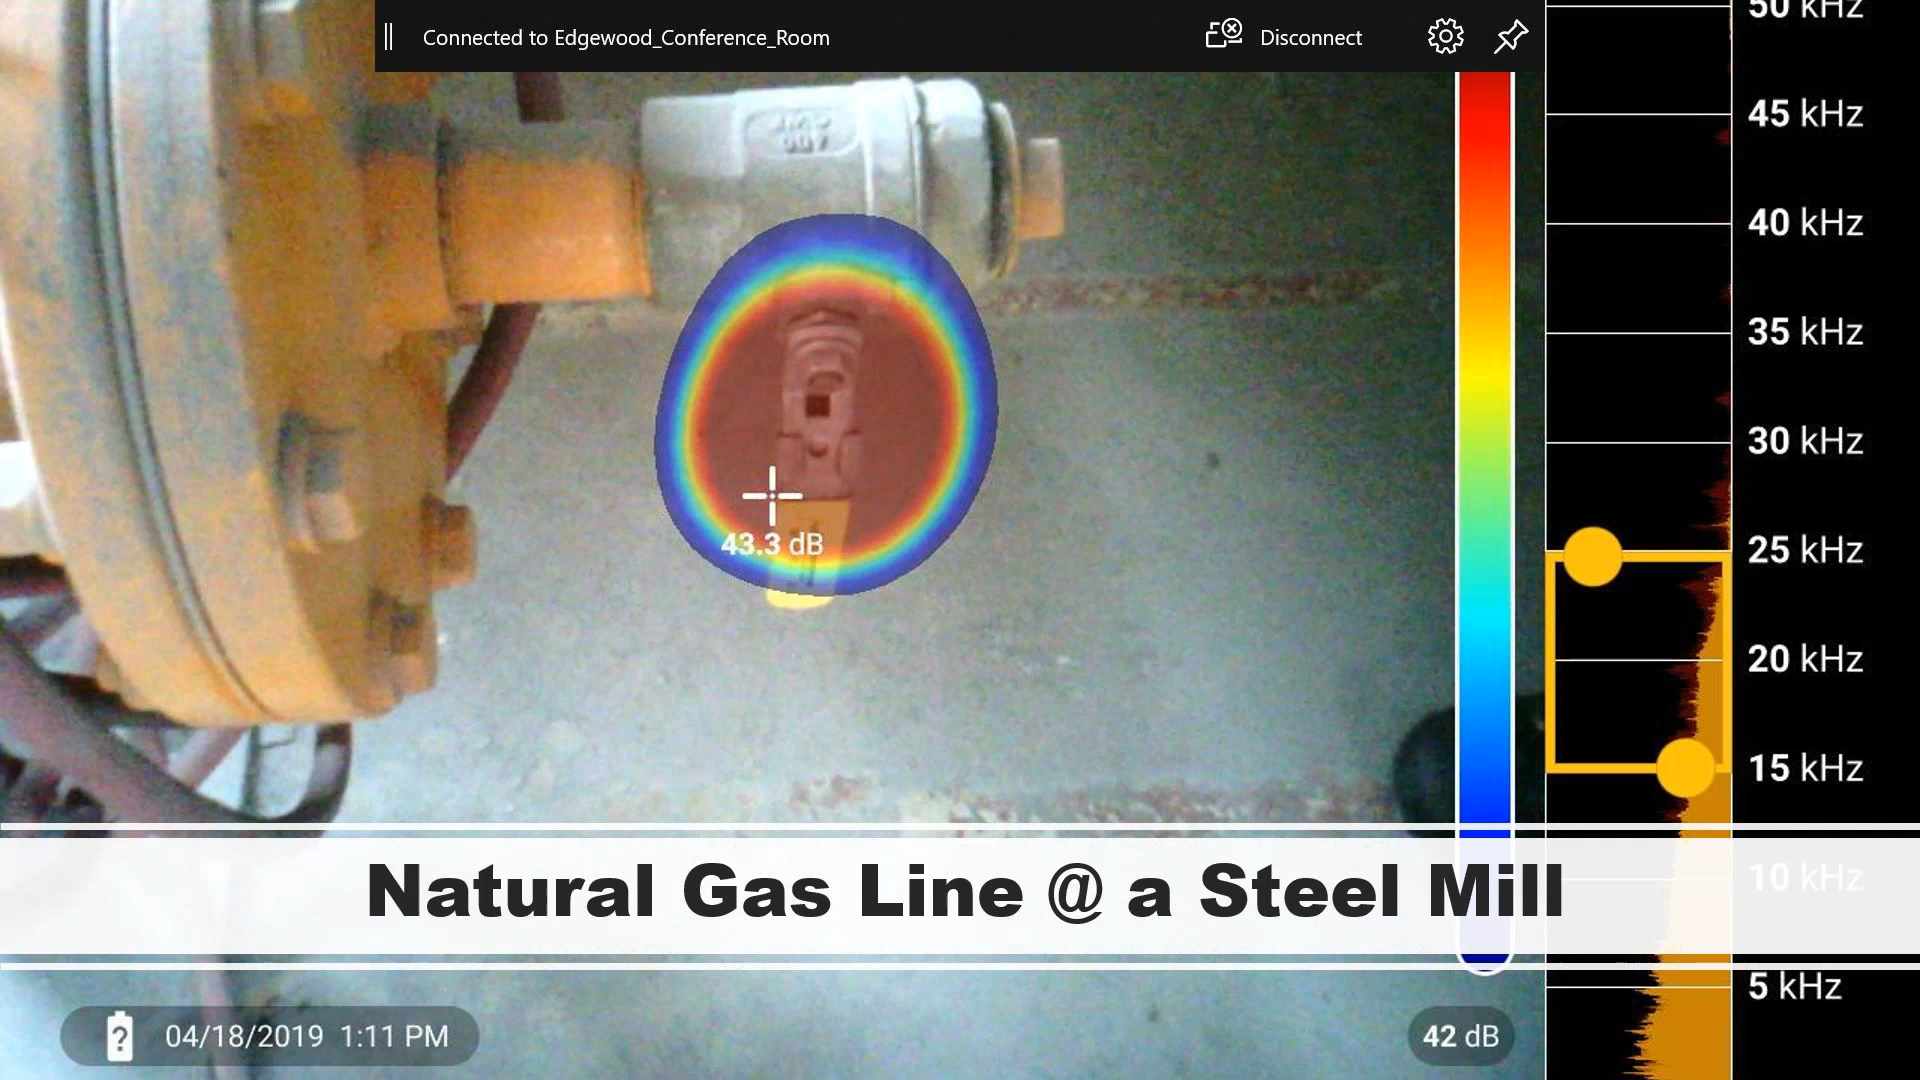 Connected to Edgewood_Conference_Room
Disconnect
50 kHz
45 kHz
40 kHz
35 kHz
30 kHz
25 kHz
20 kHz
15 kHz
10 kHz
5 kHz
43.3 dB
Natural Gas Line @ a Steel Mill
04/18/2019 1:11 PM
42 dB